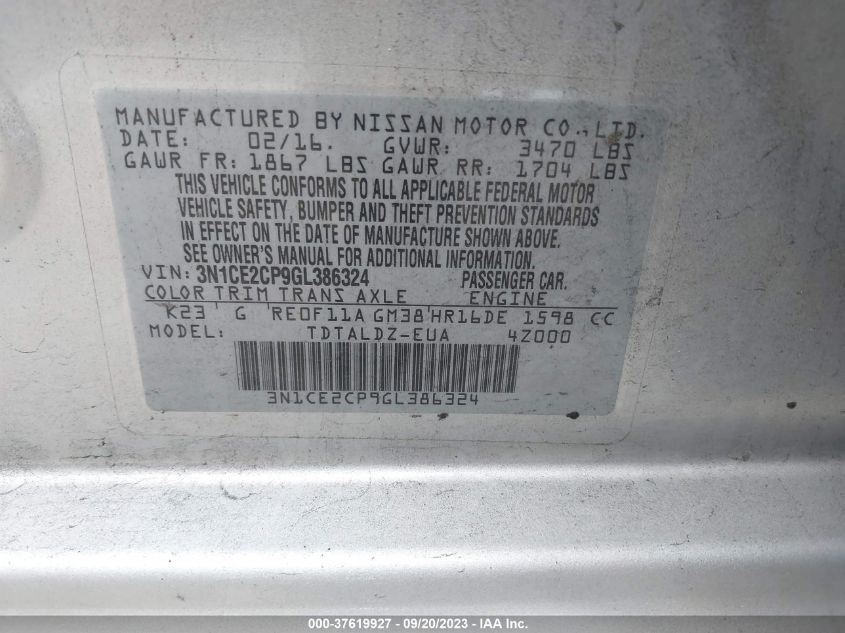 MANUFACTURED BY NISSAN MOTOR CO., LTD.
DATE: 02/16. GVWR: 3470 LBS
GAWR FR: 1867 LBS GAWR RR: 1704 LBS
THIS VEHICLE CONFORMS TO ALL APPLICABLE FEDERAL MOTOR
VEHICLE SAFETY, BUMPER AND THEFT PREVENTION STANDARDS
IN EFFECT ON THE DATE OF MANUFACTURE SHOWN ABOVE.
SEE OWNER'S MANUAL FOR ADDITIONAL INFORMATION.
VIN: 3N1CE2CP9GL386324 PASSENGER CAR.
COLOR TRIM TRANS AXLE ENGINE
K23 G RE0F11A GM38 HR16DE 1598 CC
MODEL: TDTALDZ-EUA 4Z000
3N1CE2CP9GL386324
000-37619927 - 09/20/2023 - IAA Inc.